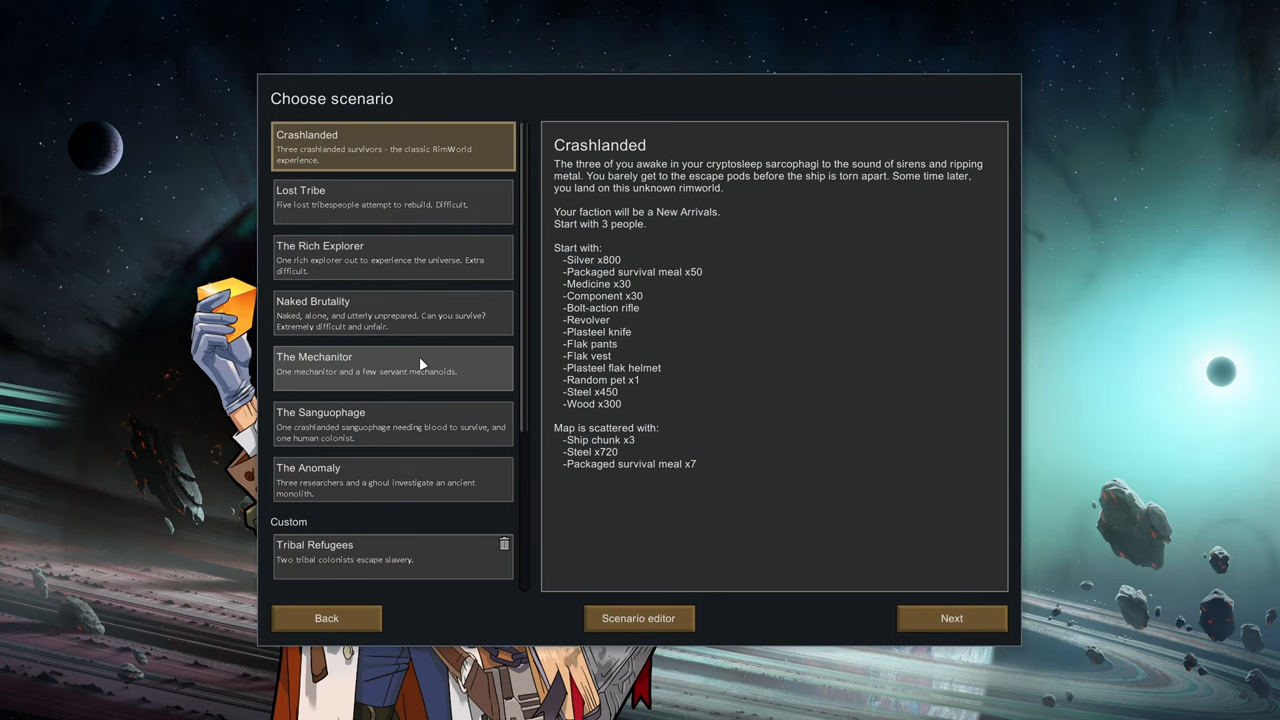 Choose scenario
Crashlanded
Three crashlanded survivors - the classic RimWorld
experience.
Lost Tribe
Five lost tribespeople attempt to rebuild. Difficult.
The Rich Explorer
One rich explorer out to experience the universe. Extra
difficult.
Naked Brutality
Naked, alone, and utterly unprepared. Can you survive?
Extremely difficult and unfair.
The Mechanitor
One mechanitor and a few servant mechanoids.
The Sanguophage
One crashlanded sanguophage needing blood to survive, and
one human colonist.
The Anomaly
Three researchers and a ghoul investigate an ancient
monolith.
Custom
Tribal Refugees
Two tribal colonists escape slavery.
Crashlanded
The three of you awake in your cryptosleep sarcophagi to the sound of sirens and ripping
metal. You barely get to the escape pods before the ship is torn apart. Some time later,
you land on this unknown rimworld.
Your faction will be a New Arrivals.
Start with 3 people.
Start with:
-Silver x800
-Packaged survival meal x50
-Medicine x30
-Component x30
-Bolt-action rifle
-Revolver
-Plasteel knife
-Flak pants
-Flak vest
-Plasteel flak helmet
-Random pet x1
-Steel x450
-Wood x300
Map is scattered with:
-Ship chunk x3
-Steel x720
-Packaged survival meal x7
Back
Scenario editor
Next